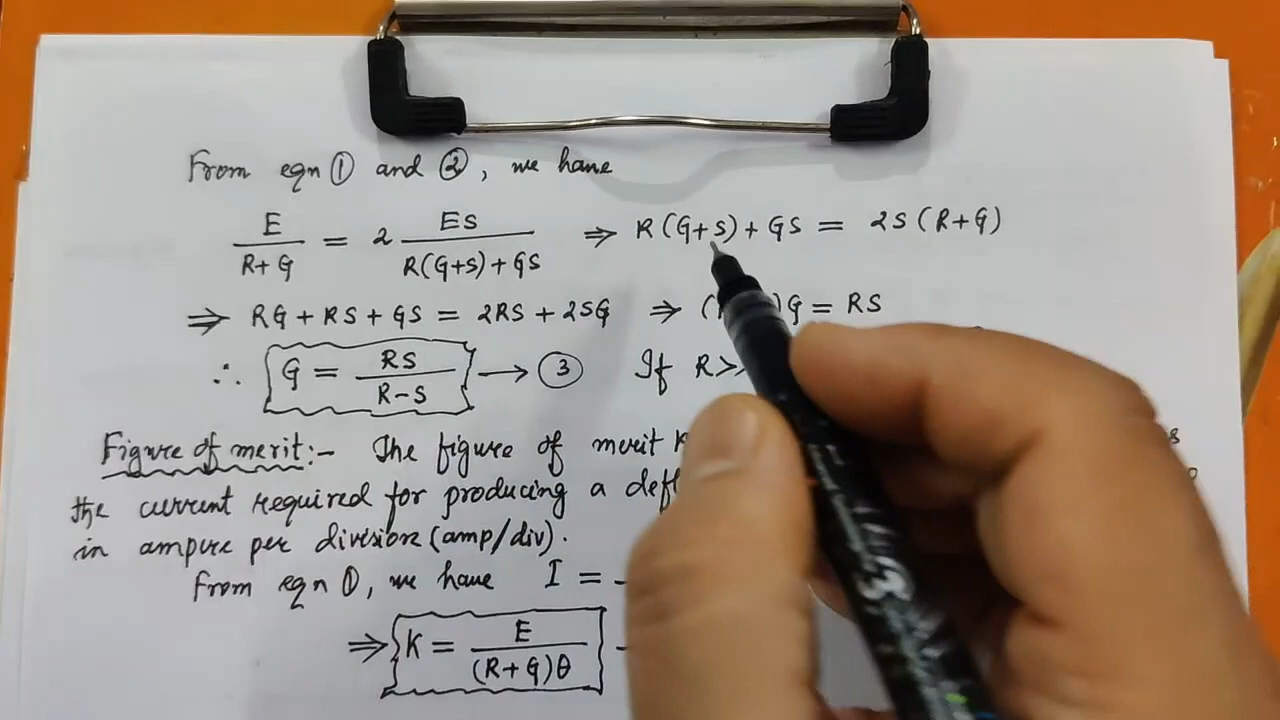 From eqn ① and ②, we have
E/(R+G) = 2 ES/(R(G+S)+GS) ⇒ R(G+S)+GS = 2S(R+G)
⇒ RG+RS+GS = 2RS+2SG ⇒ ( )G = RS
∴ G = RS/(R-S) → ③ If R>>
Figure of merit:- The figure of merit K
the current required for producing a
in ampere per division (amp/div).
From eqn ①, we have I =
⇒ K = E/((R+G)θ)